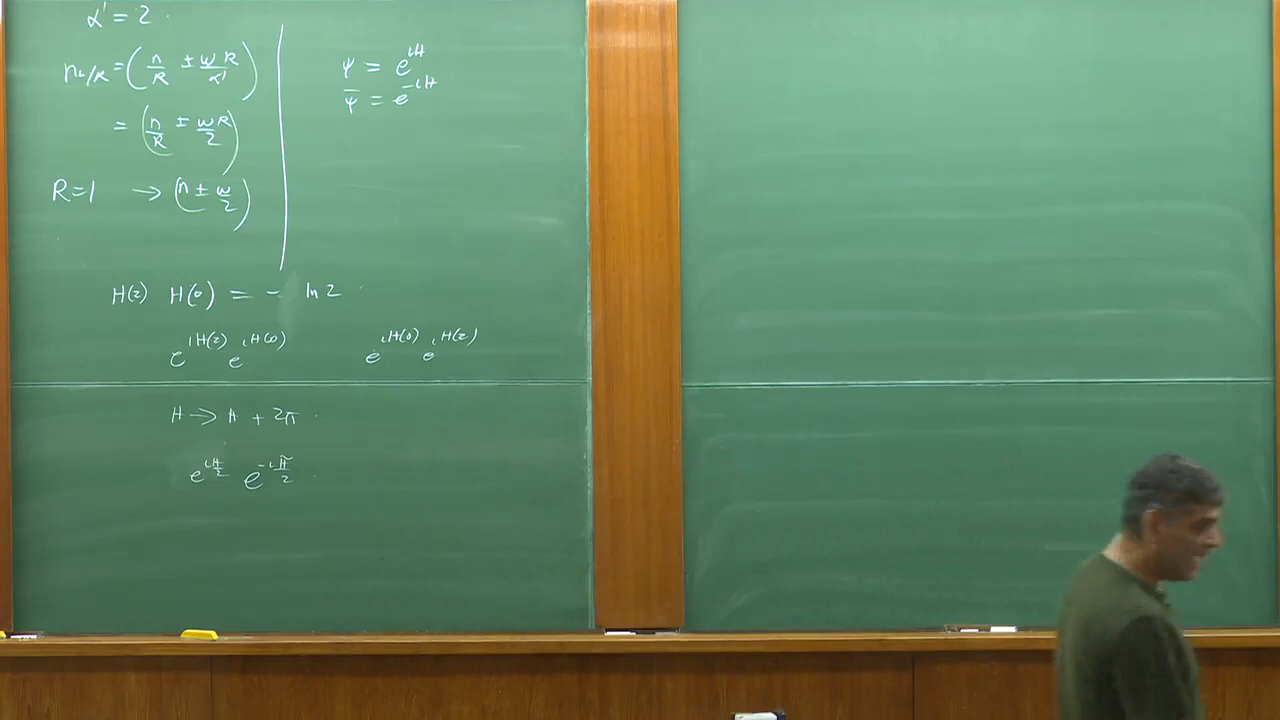 α' = 2
n_{L/R} = (n/R ± wR/α')
= (n/R ± wR/2)
R=1 → (n ± w/2)
ψ = e^{iH}
ψ̄ = e^{-iH}
H(z) H(0) = - ln z
e^{iH(z)} e^{iH(0)} e^{iH(0)} e^{iH(z)}
H → H + 2π
e^{iH/2} e^{-iH̃/2}